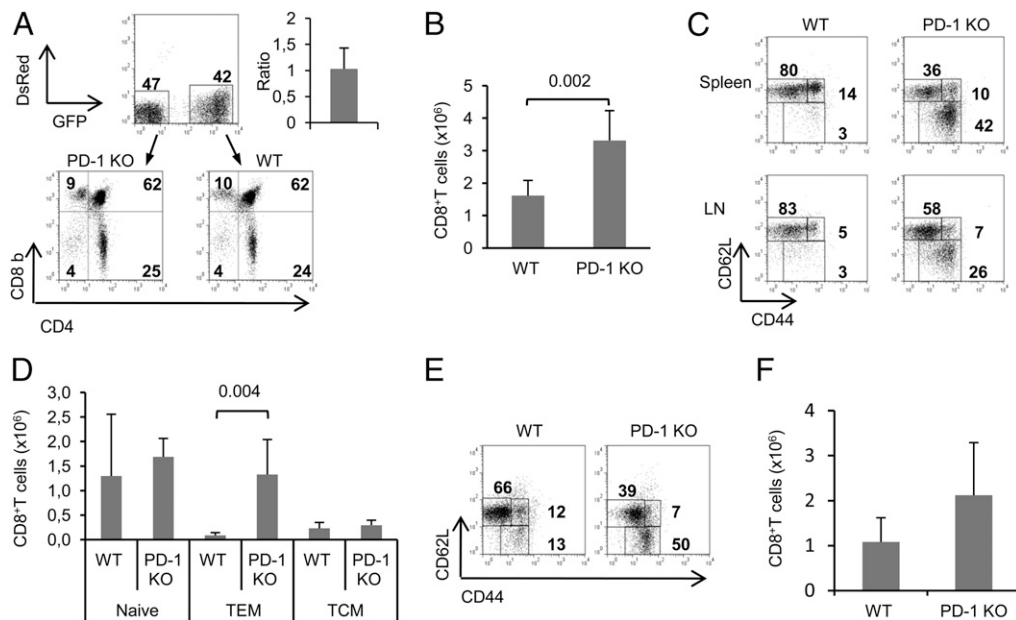 A
DsRed
GFP
47
42
10⁰ 10¹ 10² 10³ 10⁴
Ratio
2
1,5
1
0,5
0
PD-1 KO
WT
9
62
4
25
10
62
4
24
CD8 b
CD4
B
CD8⁺T cells (x10⁶)
5
4
3
2
1
0
0.002
WT
PD-1 KO
C
WT
PD-1 KO
Spleen
80
14
3
36
10
42
LN
83
5
3
58
7
26
CD62L
CD44
D
CD8⁺T cells (x10⁶)
3,0
2,5
2,0
1,5
1,0
0,5
0,0
0.004
WT
PD-1 KO
WT
PD-1 KO
WT
PD-1 KO
Naive
TEM
TCM
E
WT
PD-1 KO
66
12
13
39
7
50
CD62L
CD44
F
CD8⁺T cells (x10⁶)
4
3
2
1
0
WT
PD-1 KO